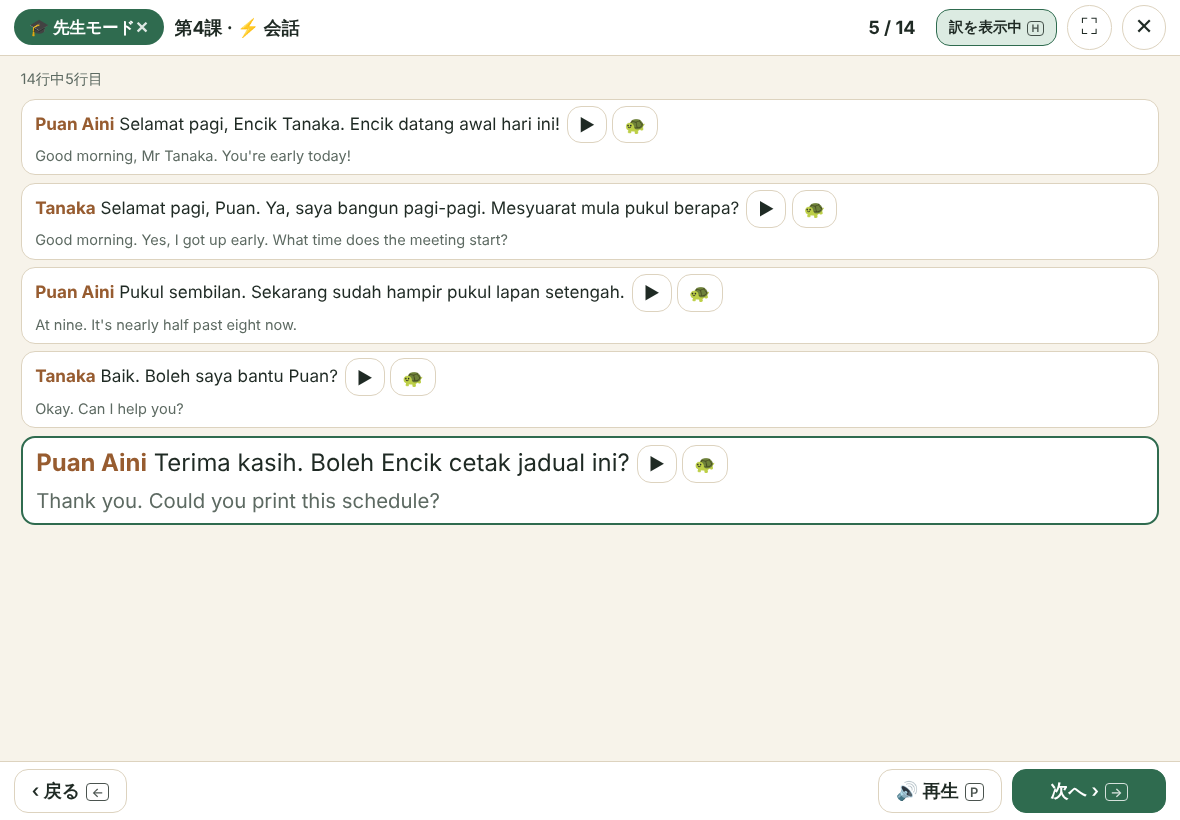 🎓 先生モード✕ 第4課 · ⚡ 会話 5 / 14 訳を表示中 H ✕
14行中5行目
Puan Aini Selamat pagi, Encik Tanaka. Encik datang awal hari ini! ▶ 🐢
Good morning, Mr Tanaka. You're early today!
Tanaka Selamat pagi, Puan. Ya, saya bangun pagi-pagi. Mesyuarat mula pukul berapa? ▶ 🐢
Good morning. Yes, I got up early. What time does the meeting start?
Puan Aini Pukul sembilan. Sekarang sudah hampir pukul lapan setengah. ▶ 🐢
At nine. It's nearly half past eight now.
Tanaka Baik. Boleh saya bantu Puan? ▶ 🐢
Okay. Can I help you?
Puan Aini Terima kasih. Boleh Encik cetak jadual ini? ▶ 🐢
Thank you. Could you print this schedule?
‹ 戻る ← 🔊 再生 P 次へ › →